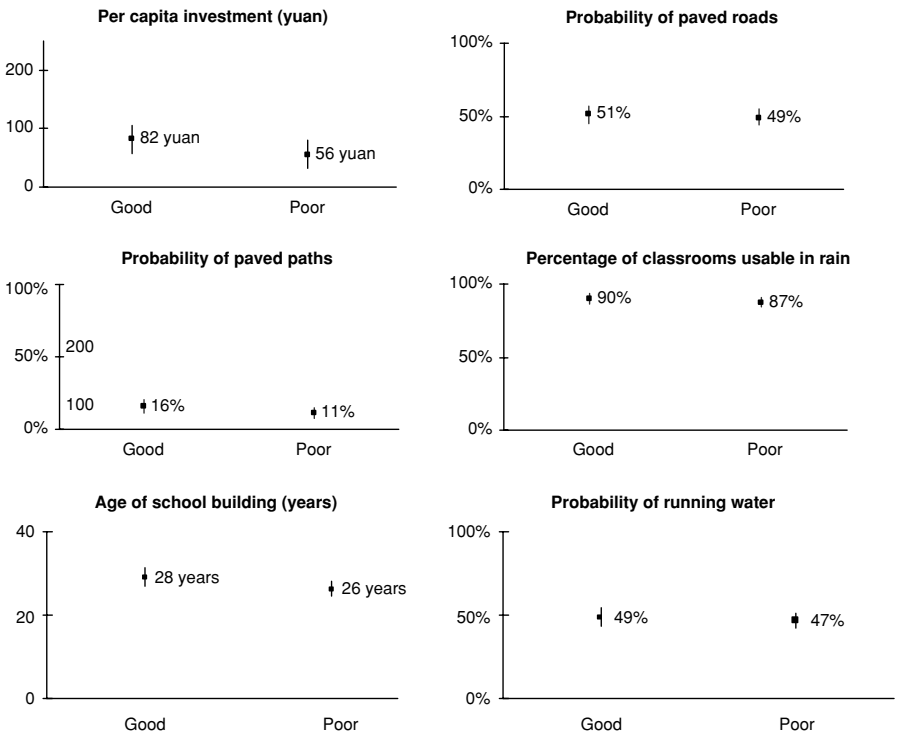 Per capita investment (yuan)
200
100
0
82 yuan
56 yuan
Good Poor
Probability of paved roads
100%
50%
0%
51%
49%
Good Poor
Probability of paved paths
100%
50%
0%
200
100
16%
11%
Good Poor
Percentage of classrooms usable in rain
100%
50%
0%
90%
87%
Good Poor
Age of school building (years)
40
20
0
28 years
26 years
Good Poor
Probability of running water
100%
50%
0%
49%
47%
Good Poor